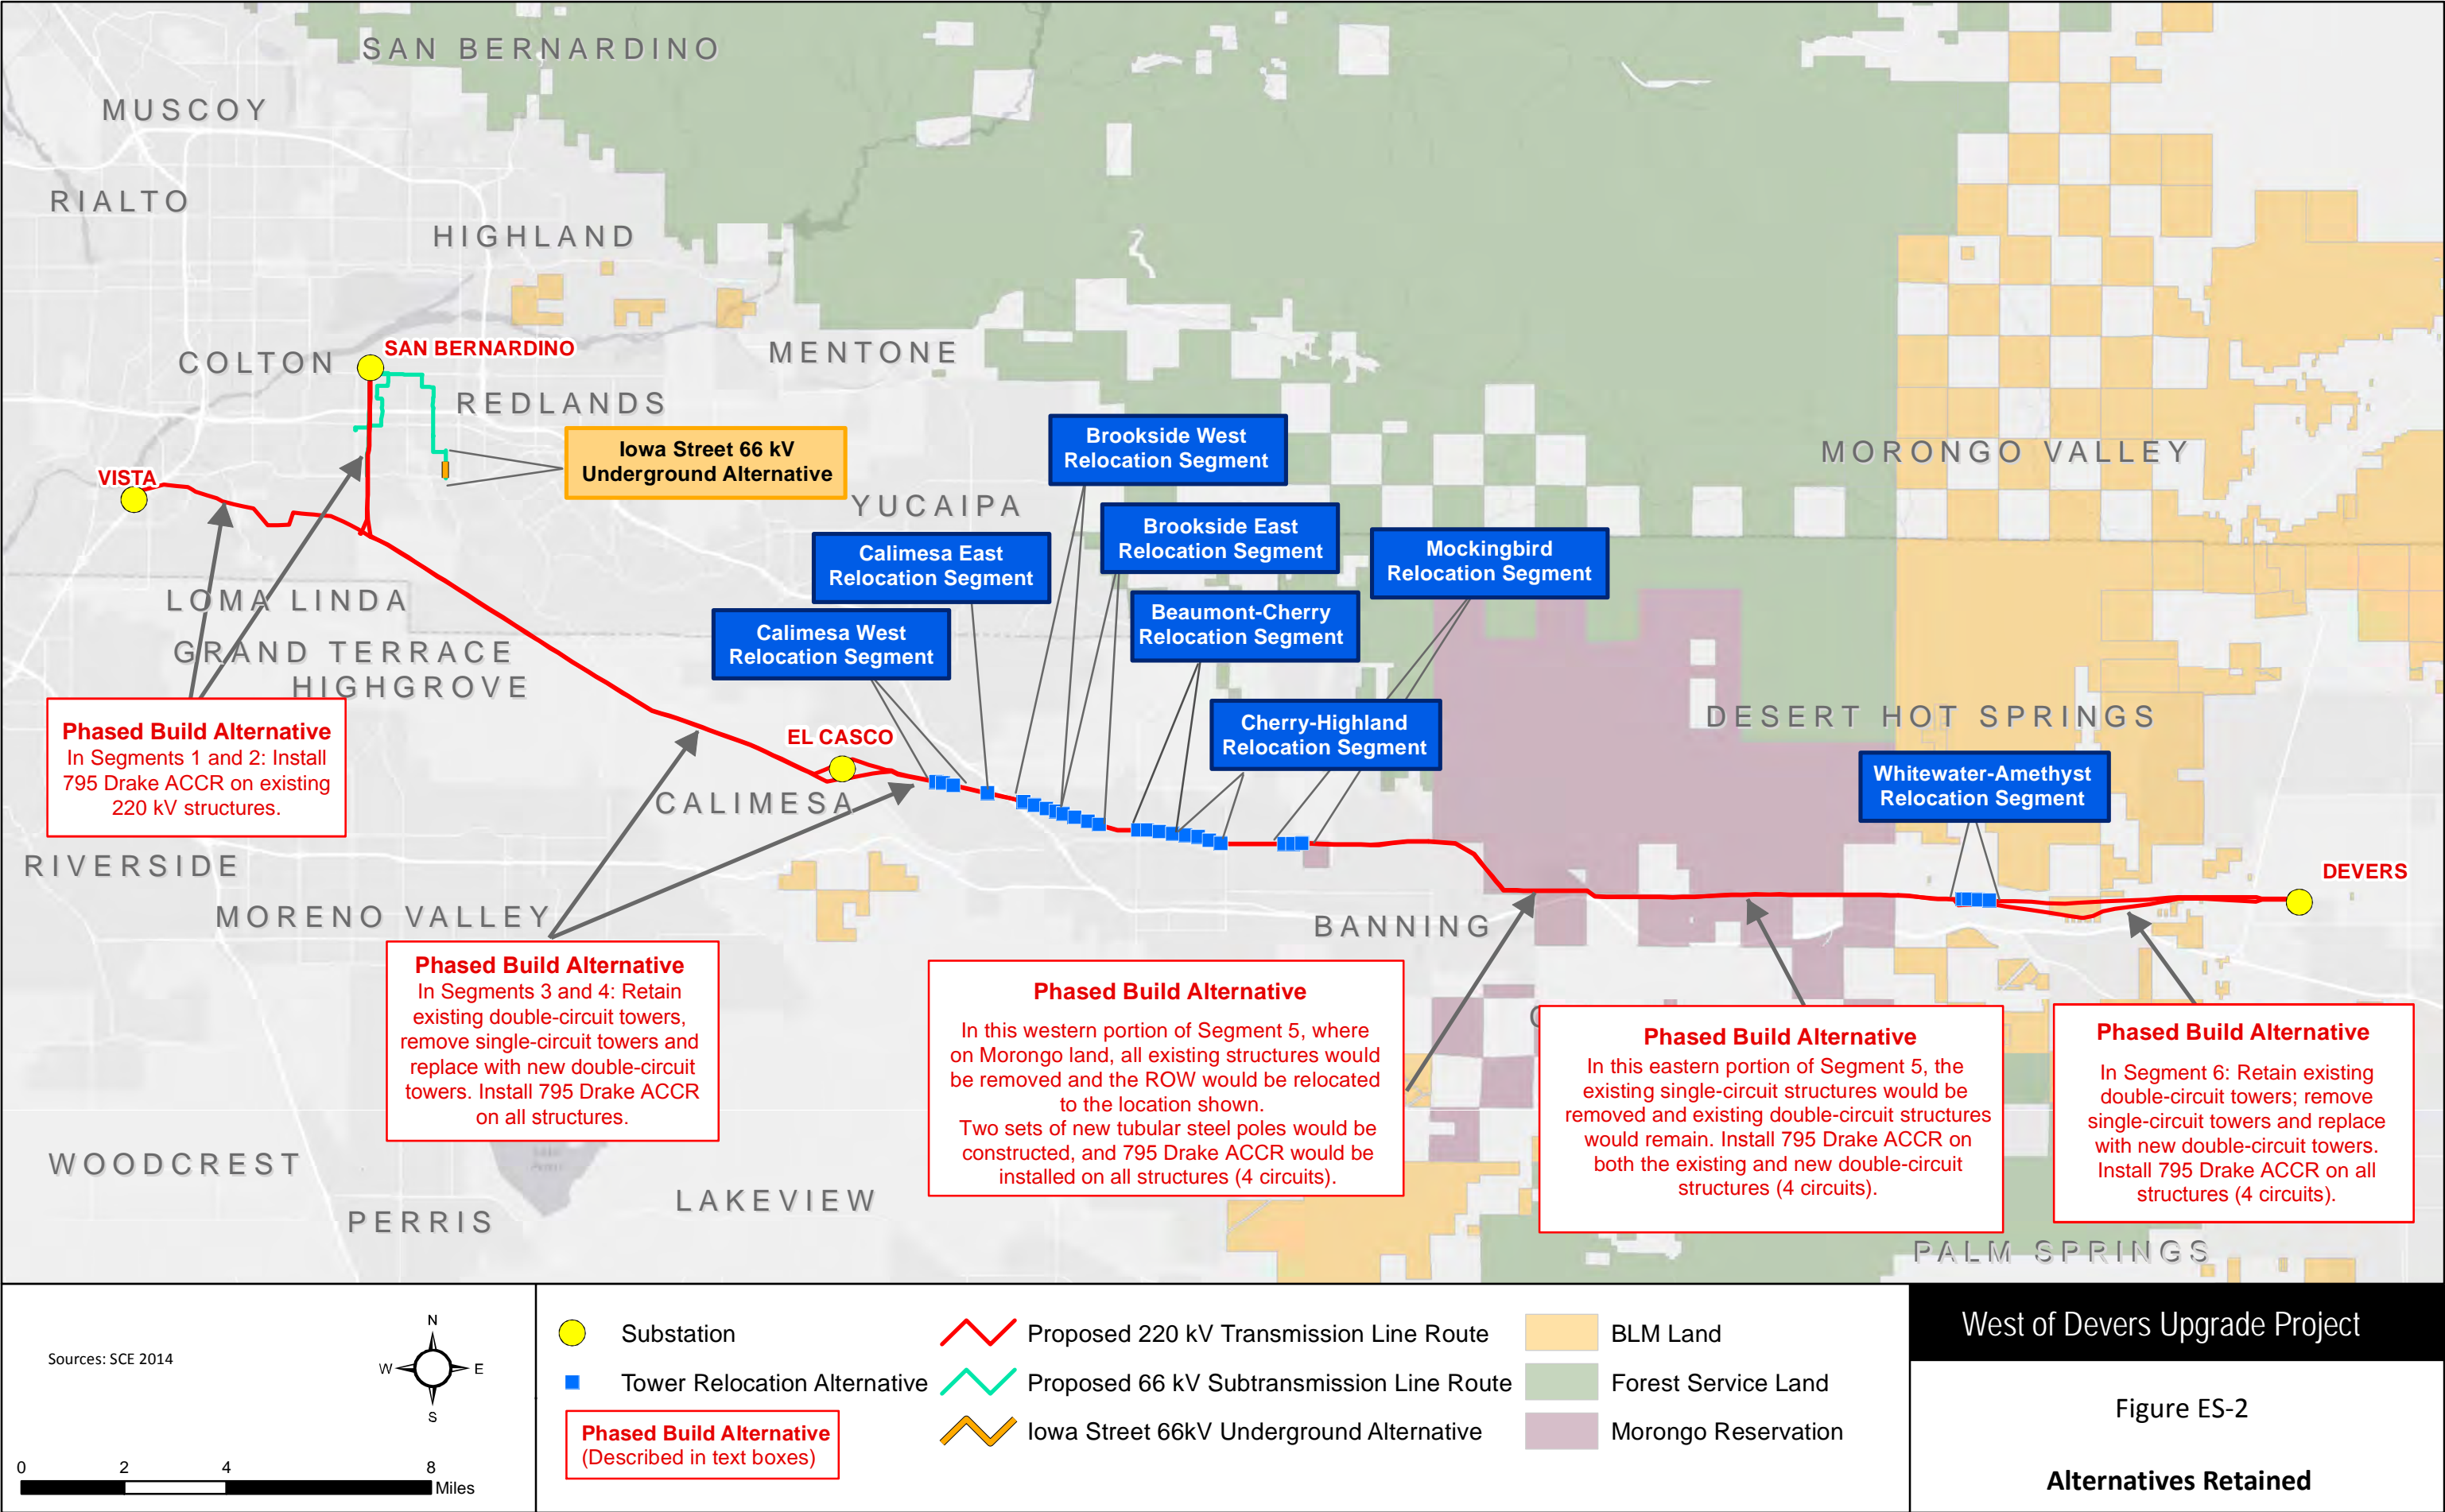 SAN BERNARDINO
MUSCOY
RIALTO
HIGHLAND
SAN BERNARDINO
COLTON
MENTONE
REDLANDS
Iowa Street 66 kV
Underground Alternative
VISTA
YUCAIPA
MORONGO VALLEY
Brookside West
Relocation Segment
Brookside East
Relocation Segment
Mockingbird
Relocation Segment
Calimesa East
Relocation Segment
Beaumont-Cherry
Relocation Segment
Calimesa West
Relocation Segment
LOMA LINDA
GRAND TERRACE
HIGHGROVE
Cherry-Highland
Relocation Segment
DESERT HOT SPRINGS
EL CASCO
Whitewater-Amethyst
Relocation Segment
Phased Build Alternative
In Segments 1 and 2: Install
795 Drake ACCR on existing
220 kV structures.
CALIMESA
RIVERSIDE
DEVERS
MORENO VALLEY
BANNING
Phased Build Alternative
In Segments 3 and 4: Retain
existing double-circuit towers,
remove single-circuit towers and
replace with new double-circuit
towers. Install 795 Drake ACCR
on all structures.
Phased Build Alternative
In this western portion of Segment 5, where
on Morongo land, all existing structures would
be removed and the ROW would be relocated
to the location shown.
Two sets of new tubular steel poles would be
constructed, and 795 Drake ACCR would be
installed on all structures (4 circuits).
Phased Build Alternative
In this eastern portion of Segment 5, the
existing single-circuit structures would be
removed and existing double-circuit structures
would remain. Install 795 Drake ACCR on
both the existing and new double-circuit
structures (4 circuits).
Phased Build Alternative
In Segment 6: Retain existing
double-circuit towers; remove
single-circuit towers and replace
with new double-circuit towers.
Install 795 Drake ACCR on all
structures (4 circuits).
WOODCREST
PERRIS
LAKEVIEW
PALM SPRINGS
Sources: SCE 2014
N
W E
S
0 2 4 8
Miles
Substation
Tower Relocation Alternative
Phased Build Alternative
(Described in text boxes)
Proposed 220 kV Transmission Line Route
Proposed 66 kV Subtransmission Line Route
Iowa Street 66kV Underground Alternative
BLM Land
Forest Service Land
Morongo Reservation
West of Devers Upgrade Project
Figure ES-2
Alternatives Retained